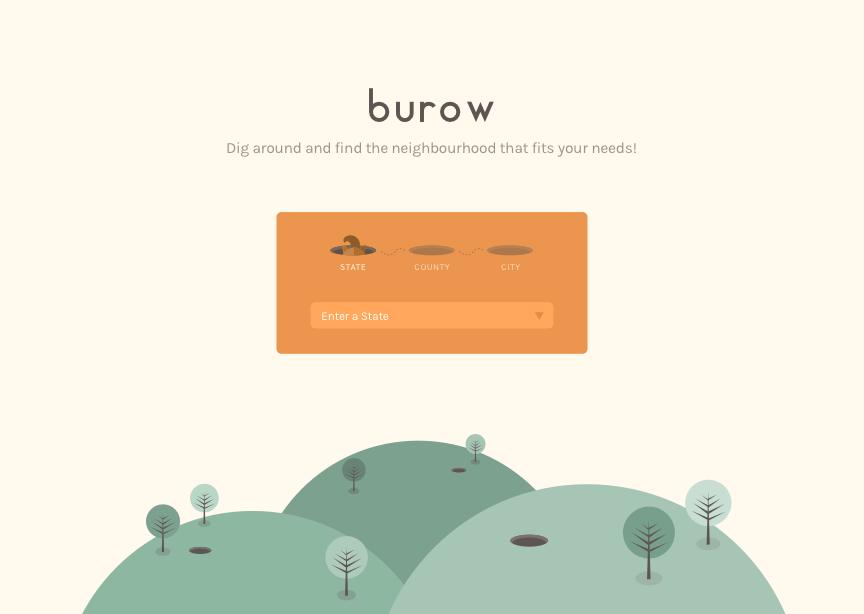 burow
Dig around and find the neighbourhood that fits your needs!
STATE COUNTY CITY
Enter a State